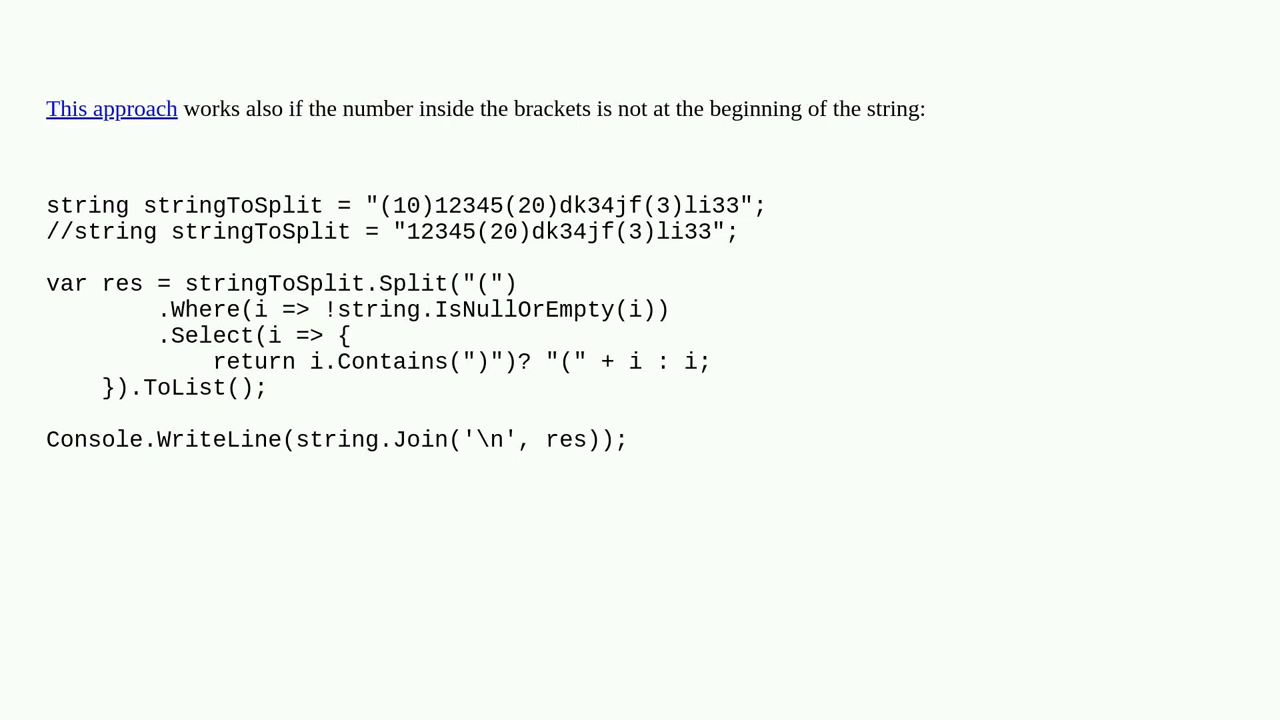 This approach works also if the number inside the brackets is not at the beginning of the string:
string stringToSplit = "(10)12345(20)dk34jf(3)li33";
//string stringToSplit = "12345(20)dk34jf(3)li33";
var res = stringToSplit.Split("(")
        .Where(i => !string.IsNullOrEmpty(i))
        .Select(i => {
            return i.Contains(")")? "(" + i : i;
    }).ToList();
Console.WriteLine(string.Join('\n', res));